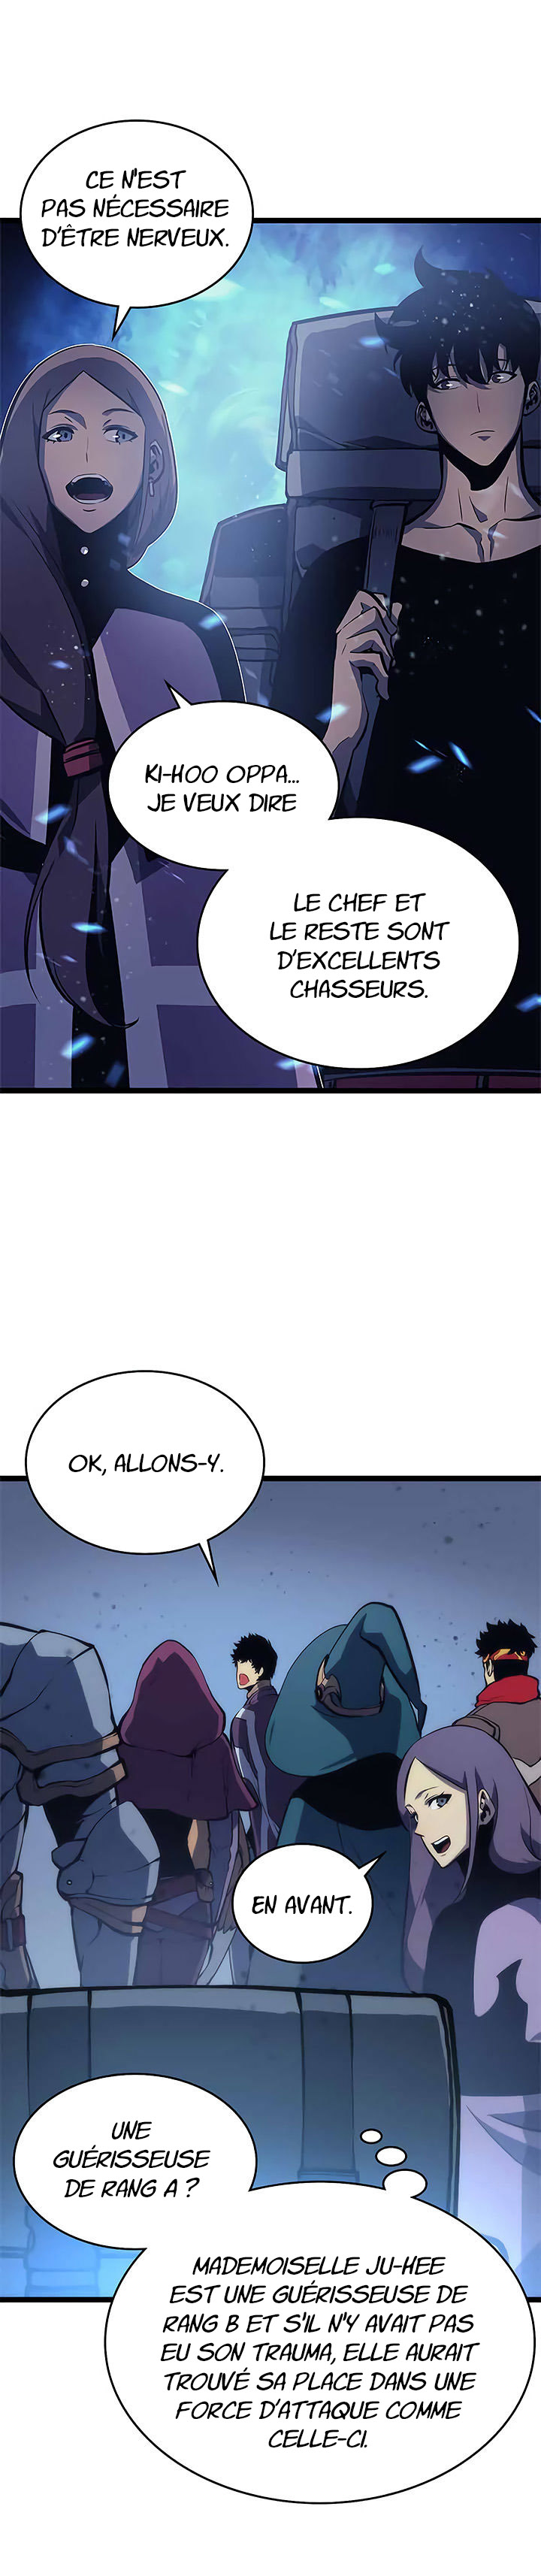 CE N'EST
PAS NÉCESSAIRE
D'ÊTRE NERVEUX.
KI-HOO OPPA...
JE VEUX DIRE
LE CHEF ET
LE RESTE SONT
D'EXCELLENTS
CHASSEURS.
OK, ALLONS-Y.
EN AVANT.
UNE
GUÉRISSEUSE
DE RANG A ?
MADEMOISELLE JU-HEE
EST UNE GUÉRISSEUSE DE
RANG B ET S'IL N'Y AVAIT PAS
EU SON TRAUMA, ELLE AURAIT
TROUVÉ SA PLACE DANS UNE
FORCE D'ATTAQUE COMME
CELLE-CI.